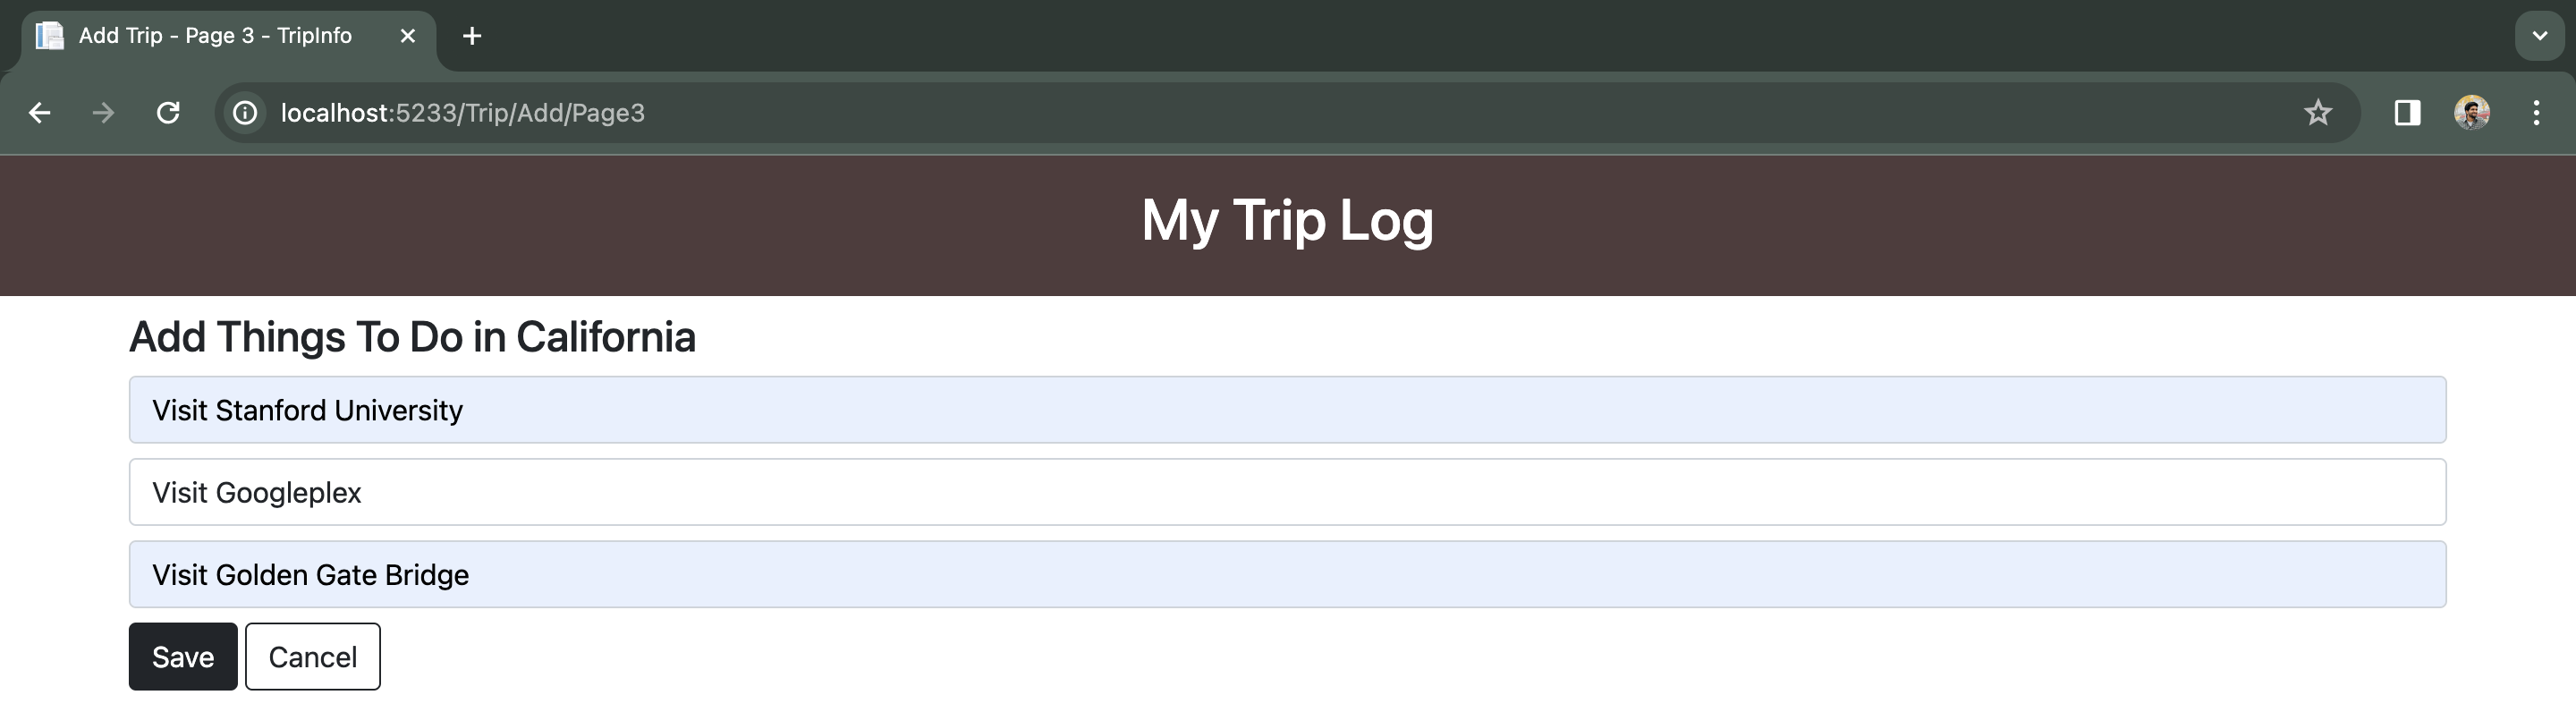 Add Trip - Page 3 - TripInfo
localhost:5233/Trip/Add/Page3
My Trip Log
Add Things To Do in California
Visit Stanford University
Visit Googleplex
Visit Golden Gate Bridge
Save Cancel